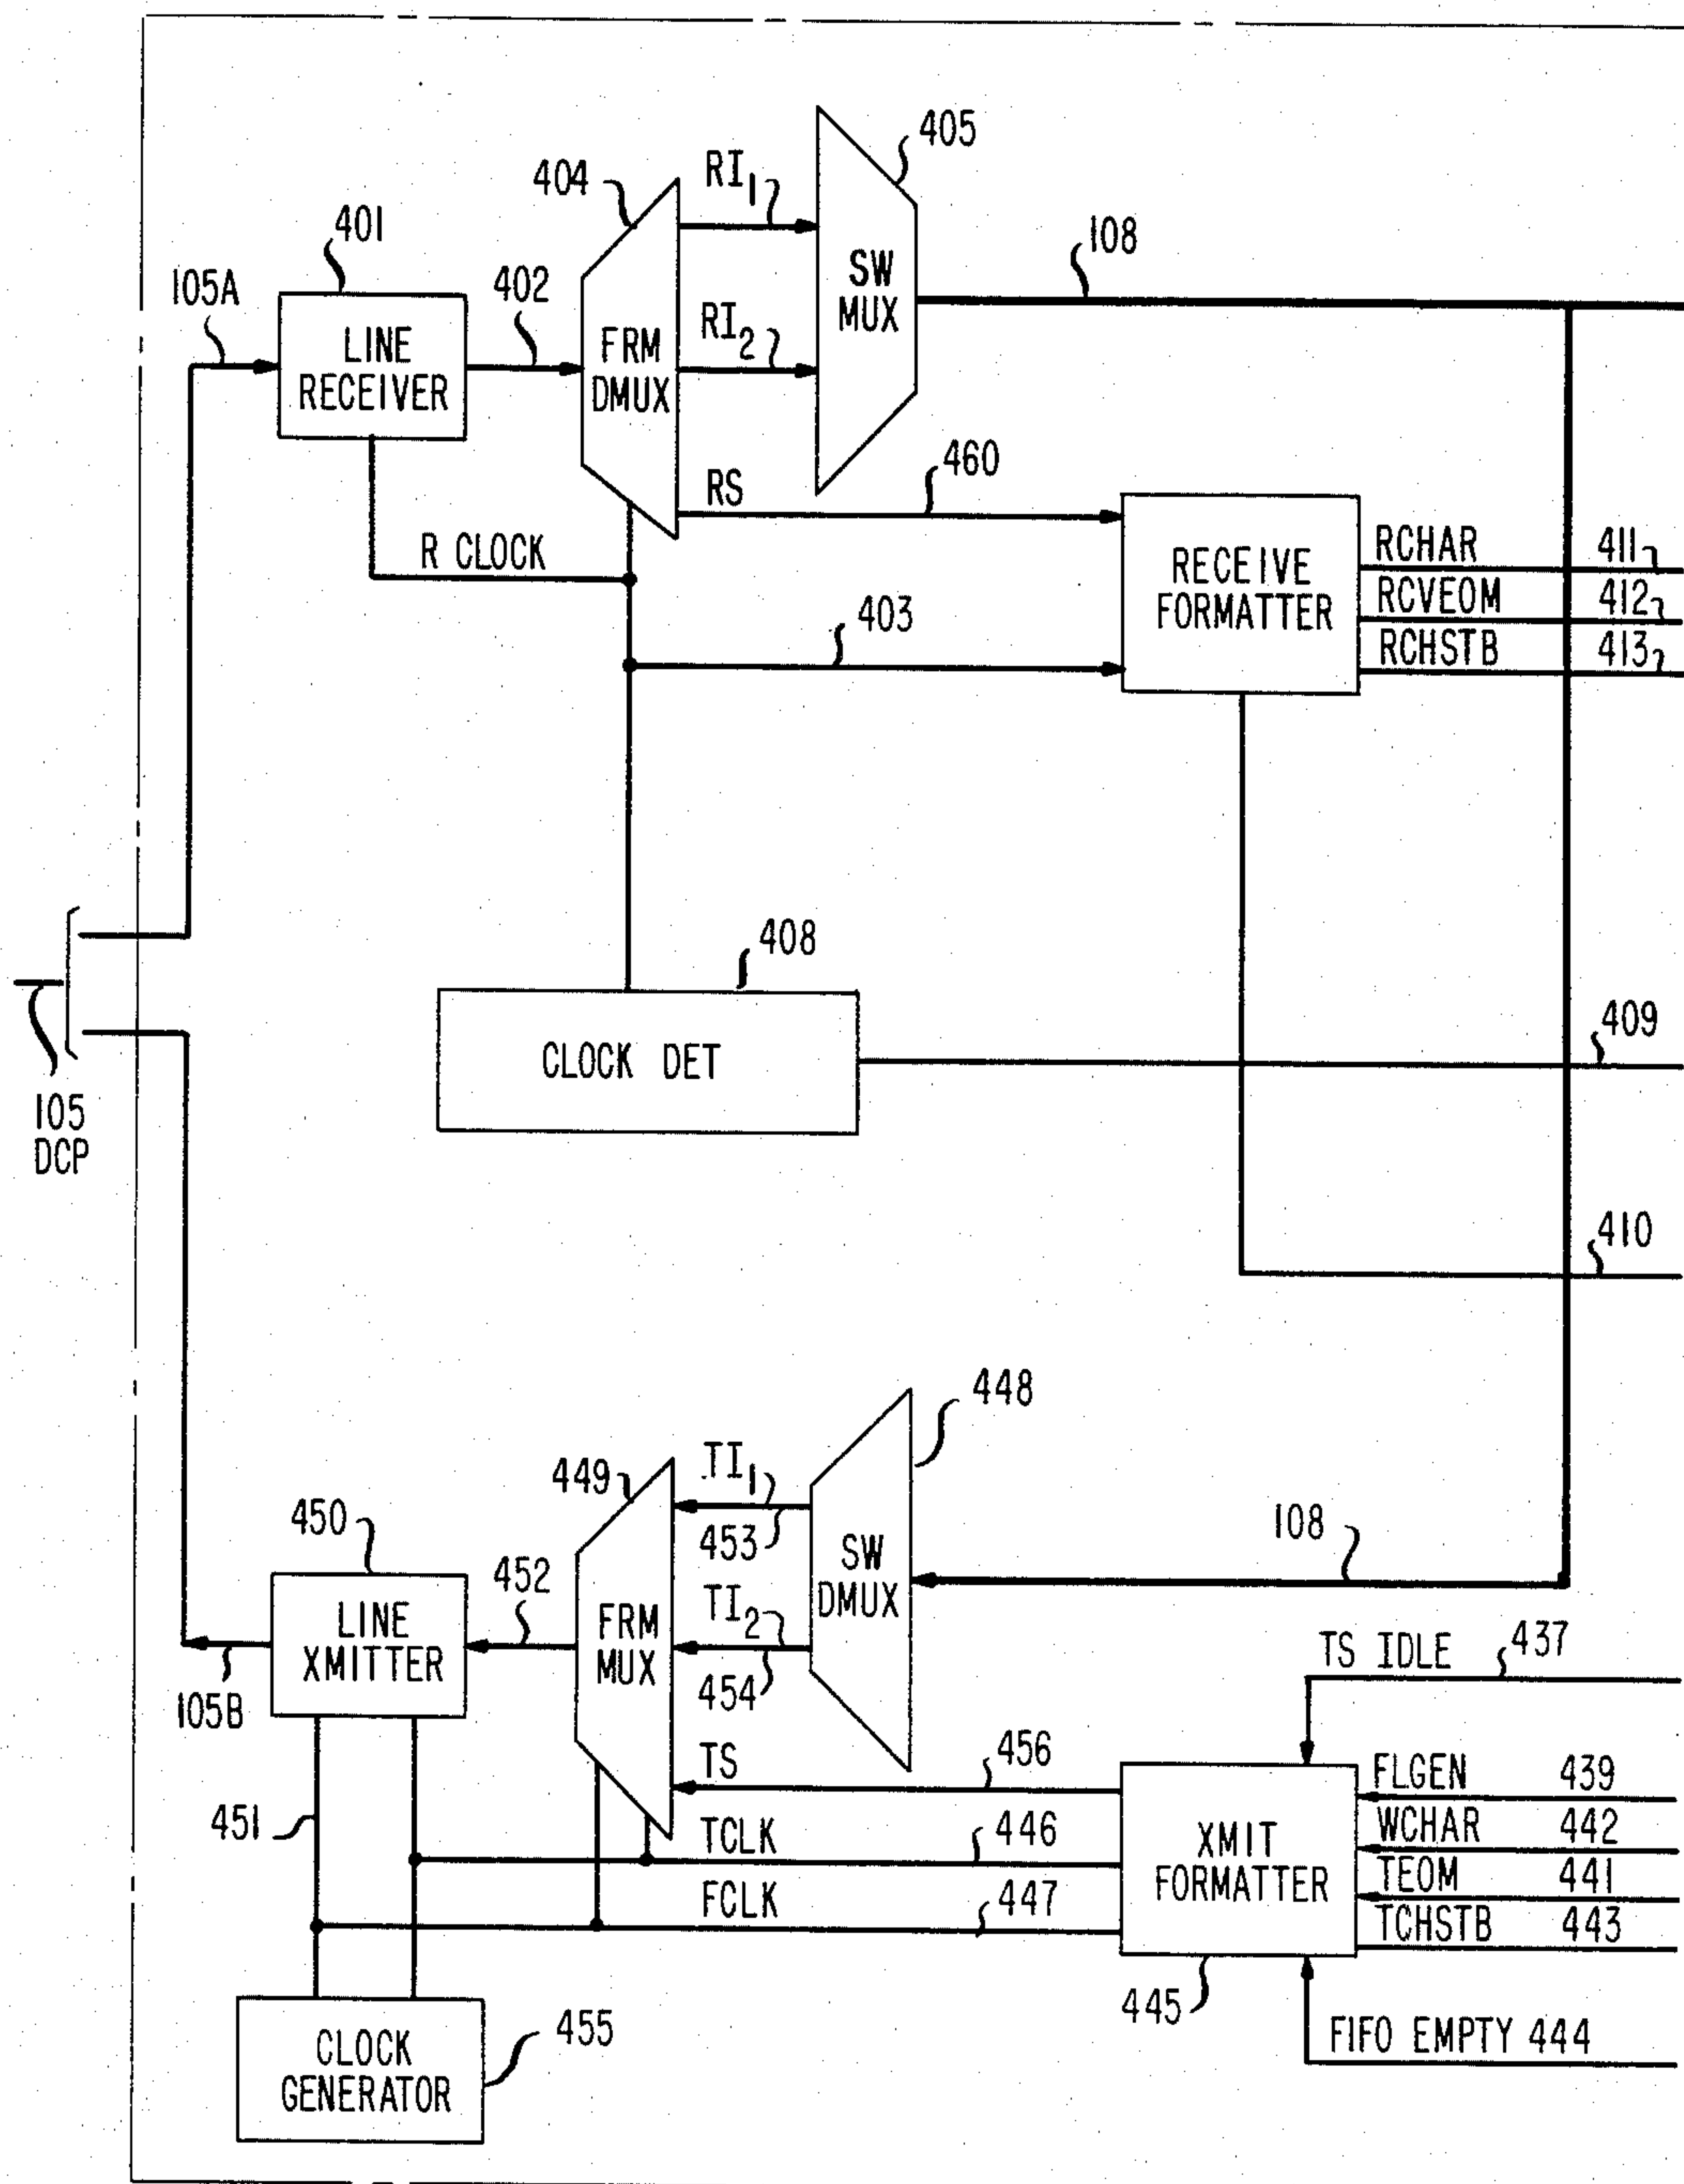 405
404
RI1
401
108
SW
MUX
105A
402
RI2
LINE
RECEIVER
FRM
DMUX
460
RS
R CLOCK
RECEIVE
FORMATTER
RCHAR 411
RCVEOM 412
RCHSTB 413
403
408
CLOCK DET
409
105
DCP
410
448
449
TI1
453
450
108
SW
DMUX
452
TI2
454
LINE
XMITTER
FRM
MUX
TS IDLE 437
105B
TS
456
FLGEN 439
451
TCLK
446
WCHAR 442
XMIT
FORMATTER
TEOM 441
FCLK
447
TCHSTB 443
445
FIFO EMPTY 444
CLOCK
GENERATOR
455